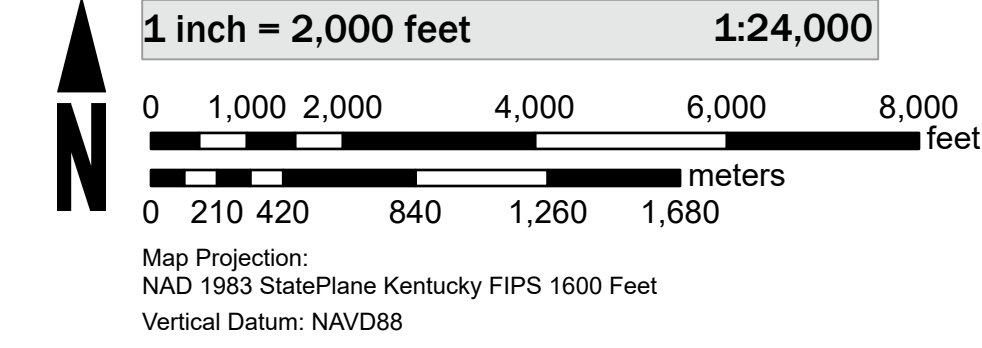 1 inch = 2,000 feet 1:24,000
0 1,000 2,000 4,000 6,000 8,000
feet
N
meters
0 210 420 840 1,260 1,680
Map Projection:
NAD 1983 StatePlane Kentucky FIPS 1600 Feet
Vertical Datum: NAVD88